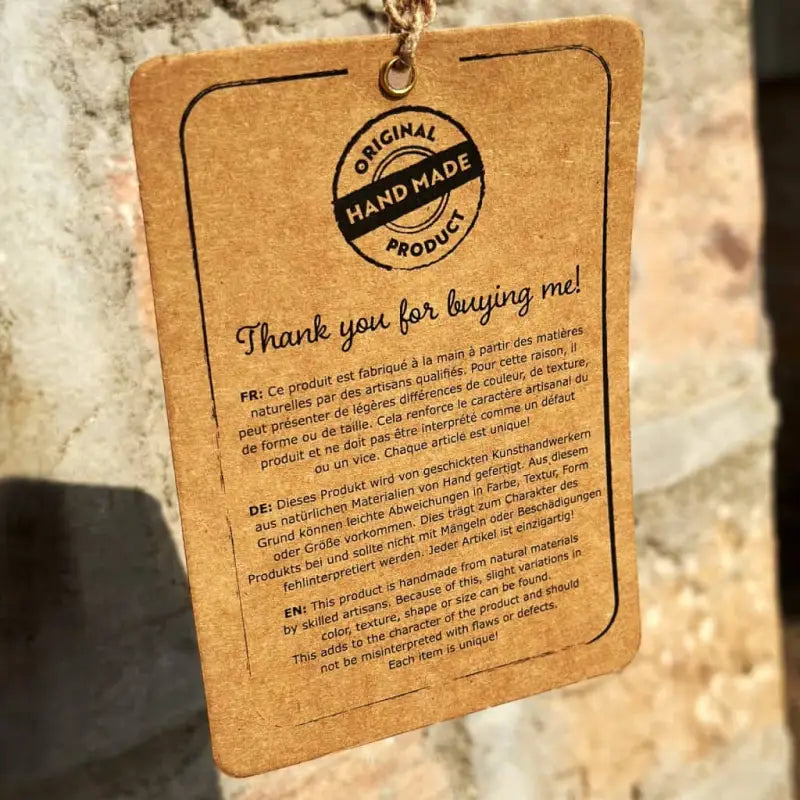 ORIGINAL
HAND MADE
PRODUCT
Thank you for buying me!
FR: Ce produit est fabriqué à la main à partir des matières
naturelles par des artisans qualifiés. Pour cette raison, il
peut présenter de légères différences de couleur, de texture,
de forme ou de taille. Cela renforce le caractère artisanal du
produit et ne doit pas être interprété comme un défaut
ou un vice. Chaque article est unique!
DE: Dieses Produkt wird von geschickten Kunsthandwerkern
aus natürlichen Materialien von Hand gefertigt. Aus diesem
Grund können leichte Abweichungen in Farbe, Textur, Form
oder Größe vorkommen. Dies trägt zum Charakter des
Produkts bei und sollte nicht mit Mängeln oder Beschädigungen
fehlinterpretiert werden. Jeder Artikel ist einzigartig!
EN: This product is handmade from natural materials
by skilled artisans. Because of this, slight variations in
color, texture, shape or size can be found.
This adds to the character of the product and should
not be misinterpreted with flaws or defects.
Each item is unique!